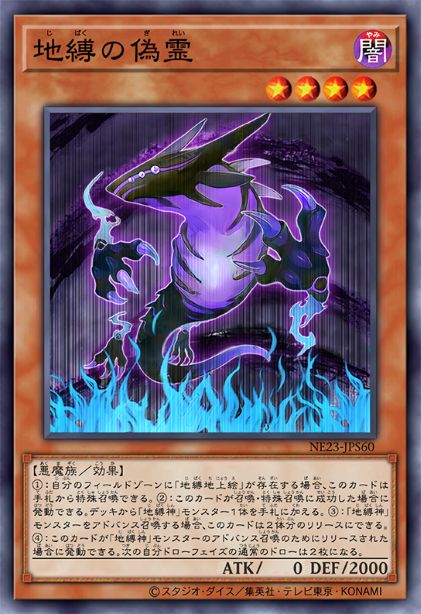 地縛の偽霊
闇
NE23-JPS60
【悪魔族／効果】
①：自分のフィールドゾーンに「地縛地上絵」が存在する場合、このカードは
手札から特殊召喚できる。②：このカードが召喚・特殊召喚に成功した場合に
発動できる。デッキから「地縛神」モンスター１体を手札にかえる。③：「地縛神」
モンスターをアドバンス召喚する場合、このカードは２体分のリリースにできる。
④：このカードが「地縛神」モンスターのアドバンス召喚のためにリリースされた
場合に発動できる。次の自分ドローフェイズの通常のドローは２枚になる。
ATK/ 0 DEF/2000
©スタジオ・ダイス/集英社・テレビ東京・KONAMI